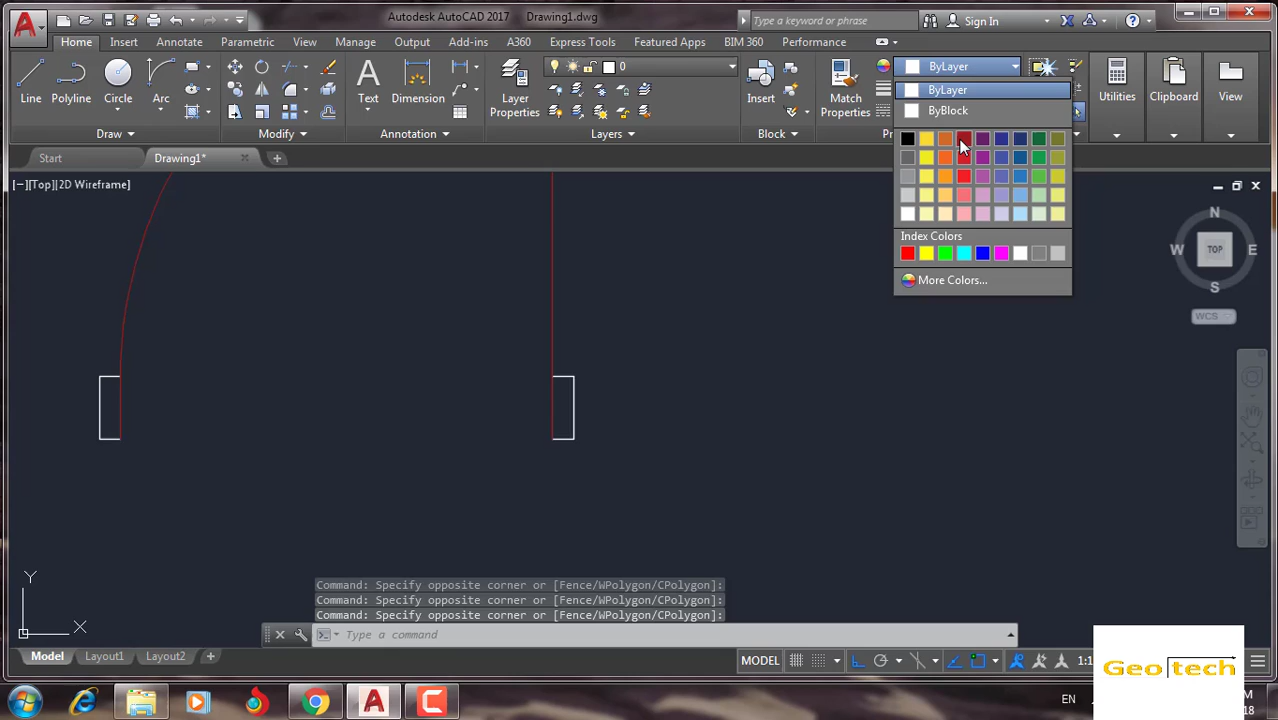 Autodesk AutoCAD 2017 Drawing1.dwg
Type a keyword or phrase
Sign In
Home Insert Annotate Parametric View Manage Output Add-ins A360 Express Tools Featured Apps BIM 360 Performance
Line Polyline Circle Arc
Text Dimension
Layer Properties
0
Insert
Match Properties
ByLayer
Utilities Clipboard View
Draw Modify Annotation Layers Block
ByLayer
ByBlock
Index Colors
More Colors...
Start Drawing1*
[−][Top][2D Wireframe]
N
W TOP E
S
WCS
Y
X
Command: Specify opposite corner or [Fence/WPolygon/CPolygon]:
Command: Specify opposite corner or [Fence/WPolygon/CPolygon]:
Command: Specify opposite corner or [Fence/WPolygon/CPolygon]:
Type a command
Model Layout1 Layout2
MODEL
Geotech
EN